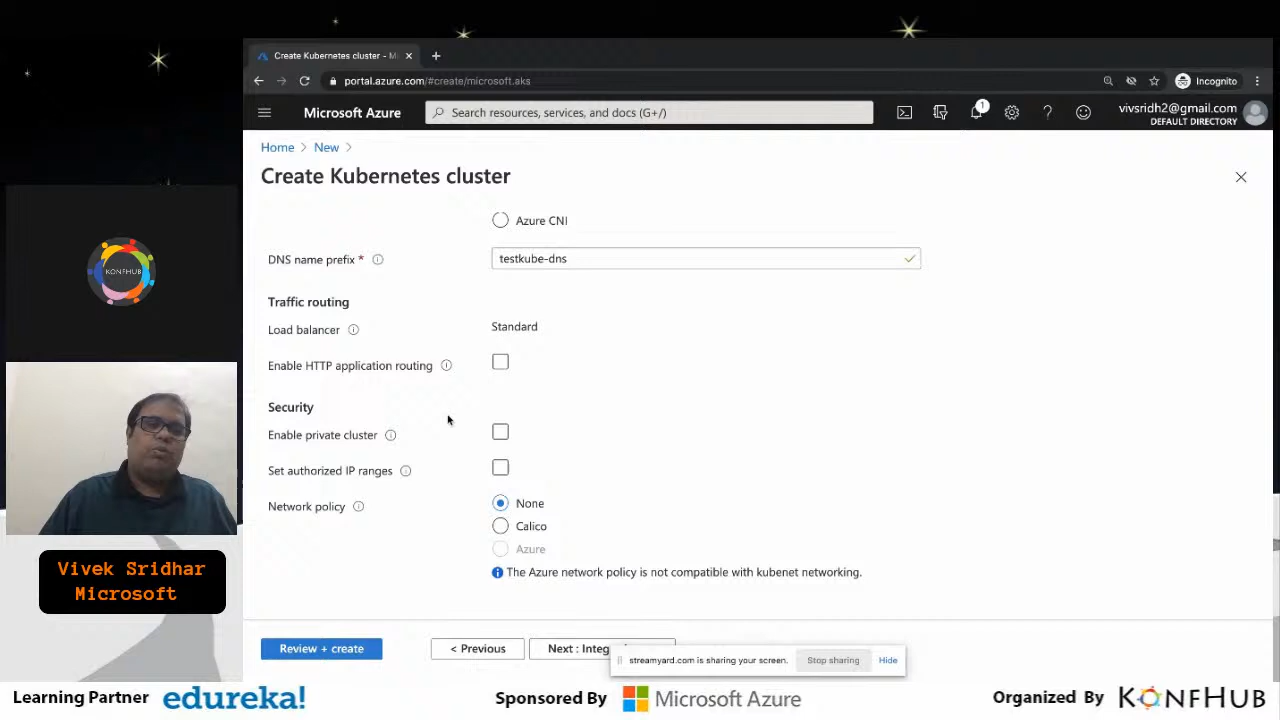 Create Kubernetes cluster - Mi
portal.azure.com/#create/microsoft.aks
Incognito
Microsoft Azure
Search resources, services, and docs (G+/)
1
vivsridh2@gmail.com
DEFAULT DIRECTORY
Home > New >
Create Kubernetes cluster
Azure CNI
DNS name prefix *
testkube-dns
Traffic routing
Load balancer
Standard
Enable HTTP application routing
Security
Enable private cluster
Set authorized IP ranges
Network policy
None
Calico
Azure
The Azure network policy is not compatible with kubenet networking.
Review + create
< Previous
Next : Integ
streamyard.com is sharing your screen.
Stop sharing
Hide
KONFHUB
Vivek Sridhar
Microsoft
Learning Partner
edureka!
Sponsored By
Microsoft Azure
Organized By
KONFHUB